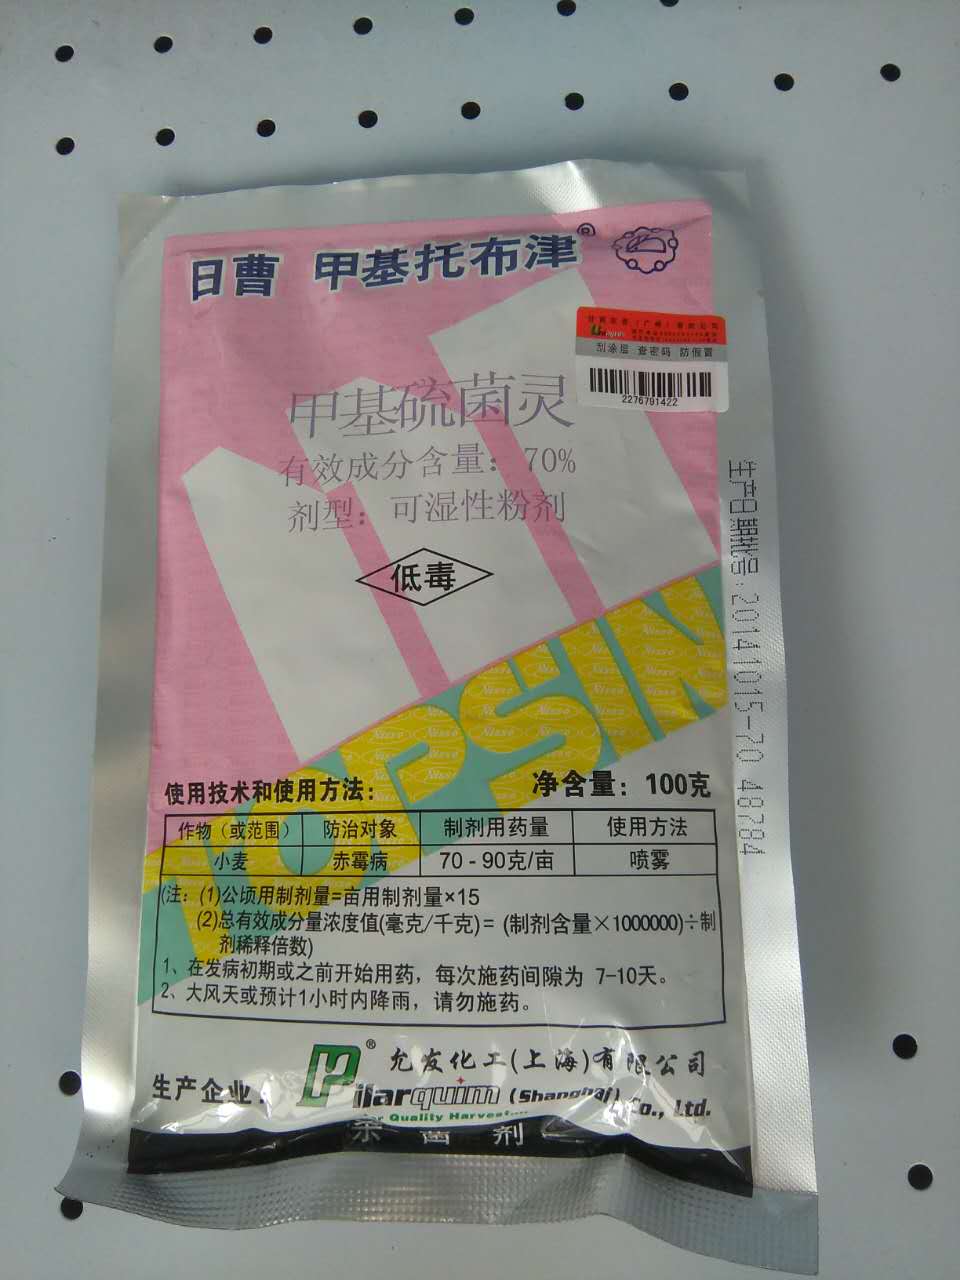 日曹 甲基托布津®
刮涂层 查密码 防假冒
2276791422
甲基硫菌灵
有效成分含量：70%
剂型：可湿性粉剂
低毒
生产日期批号:20141015-70 48784
TOPSIN
使用技术和使用方法： 净含量：100克
作物（或范围） 防治对象 制剂用药量 使用方法
小麦 赤霉病 70-90克/亩 喷雾
(注：(1)公顷用制剂量=亩用制剂量×15
(2)总有效成分量浓度值(毫克/千克)=(制剂含量×1000000)÷制
剂稀释倍数)
1、在发病初期或之前开始用药，每次施药间隙为 7-10天。
2、大风天或预计1小时内降雨，请勿施药。
生产企业： ® 允发化工(上海)有限公司
Pilarquim (Shanghai) Co., Ltd.
Quality Harvest
杀菌剂